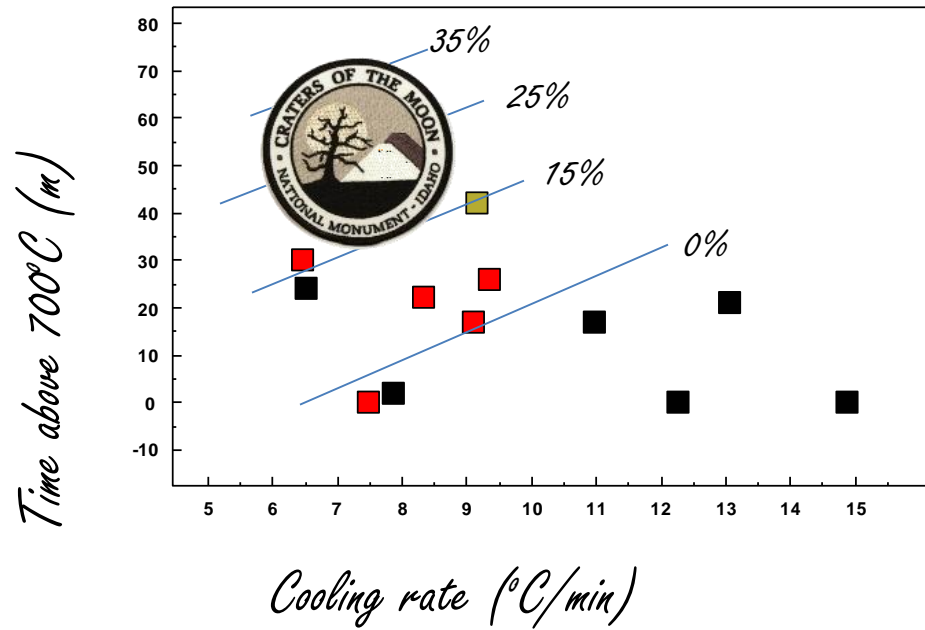 80
70
60
50
40
30
20
10
0
-10
Time above 700°C (m)
35%
25%
15%
0%
CRATERS OF THE MOON
NATIONAL MONUMENT - IDAHO
5 6 7 8 9 10 11 12 13 14 15
Cooling rate (°C/min)